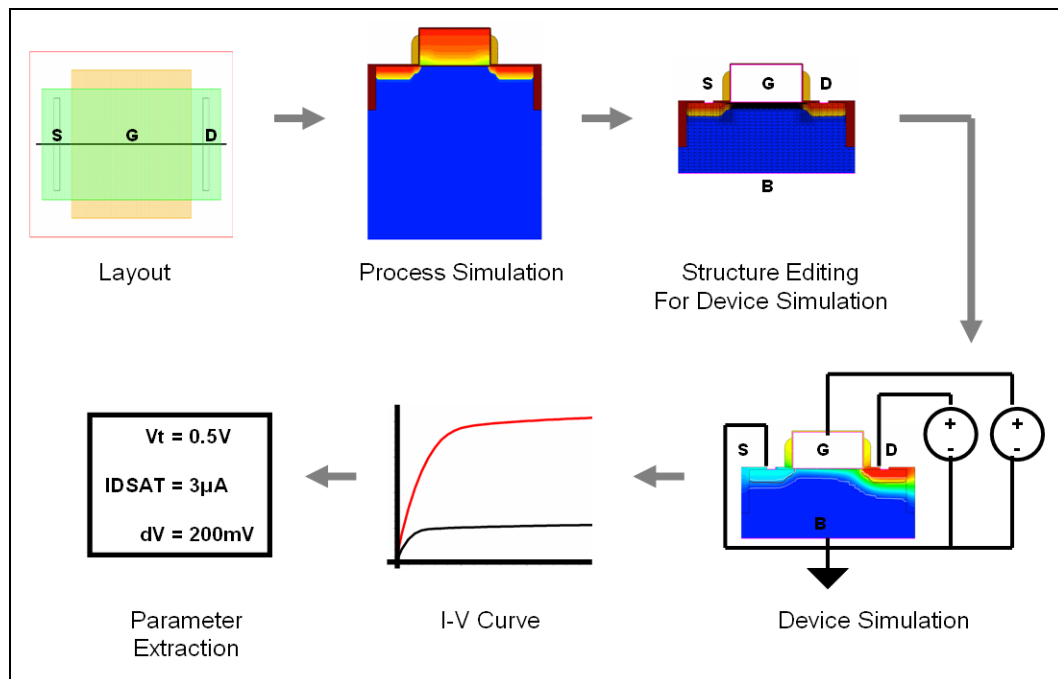 S G D
Layout
Process Simulation
S G D
B
Structure Editing
For Device Simulation
Vt = 0.5V
IDSAT = 3µA
dV = 200mV
Parameter
Extraction
I-V Curve
S G D
B
+
-
+
-
Device Simulation